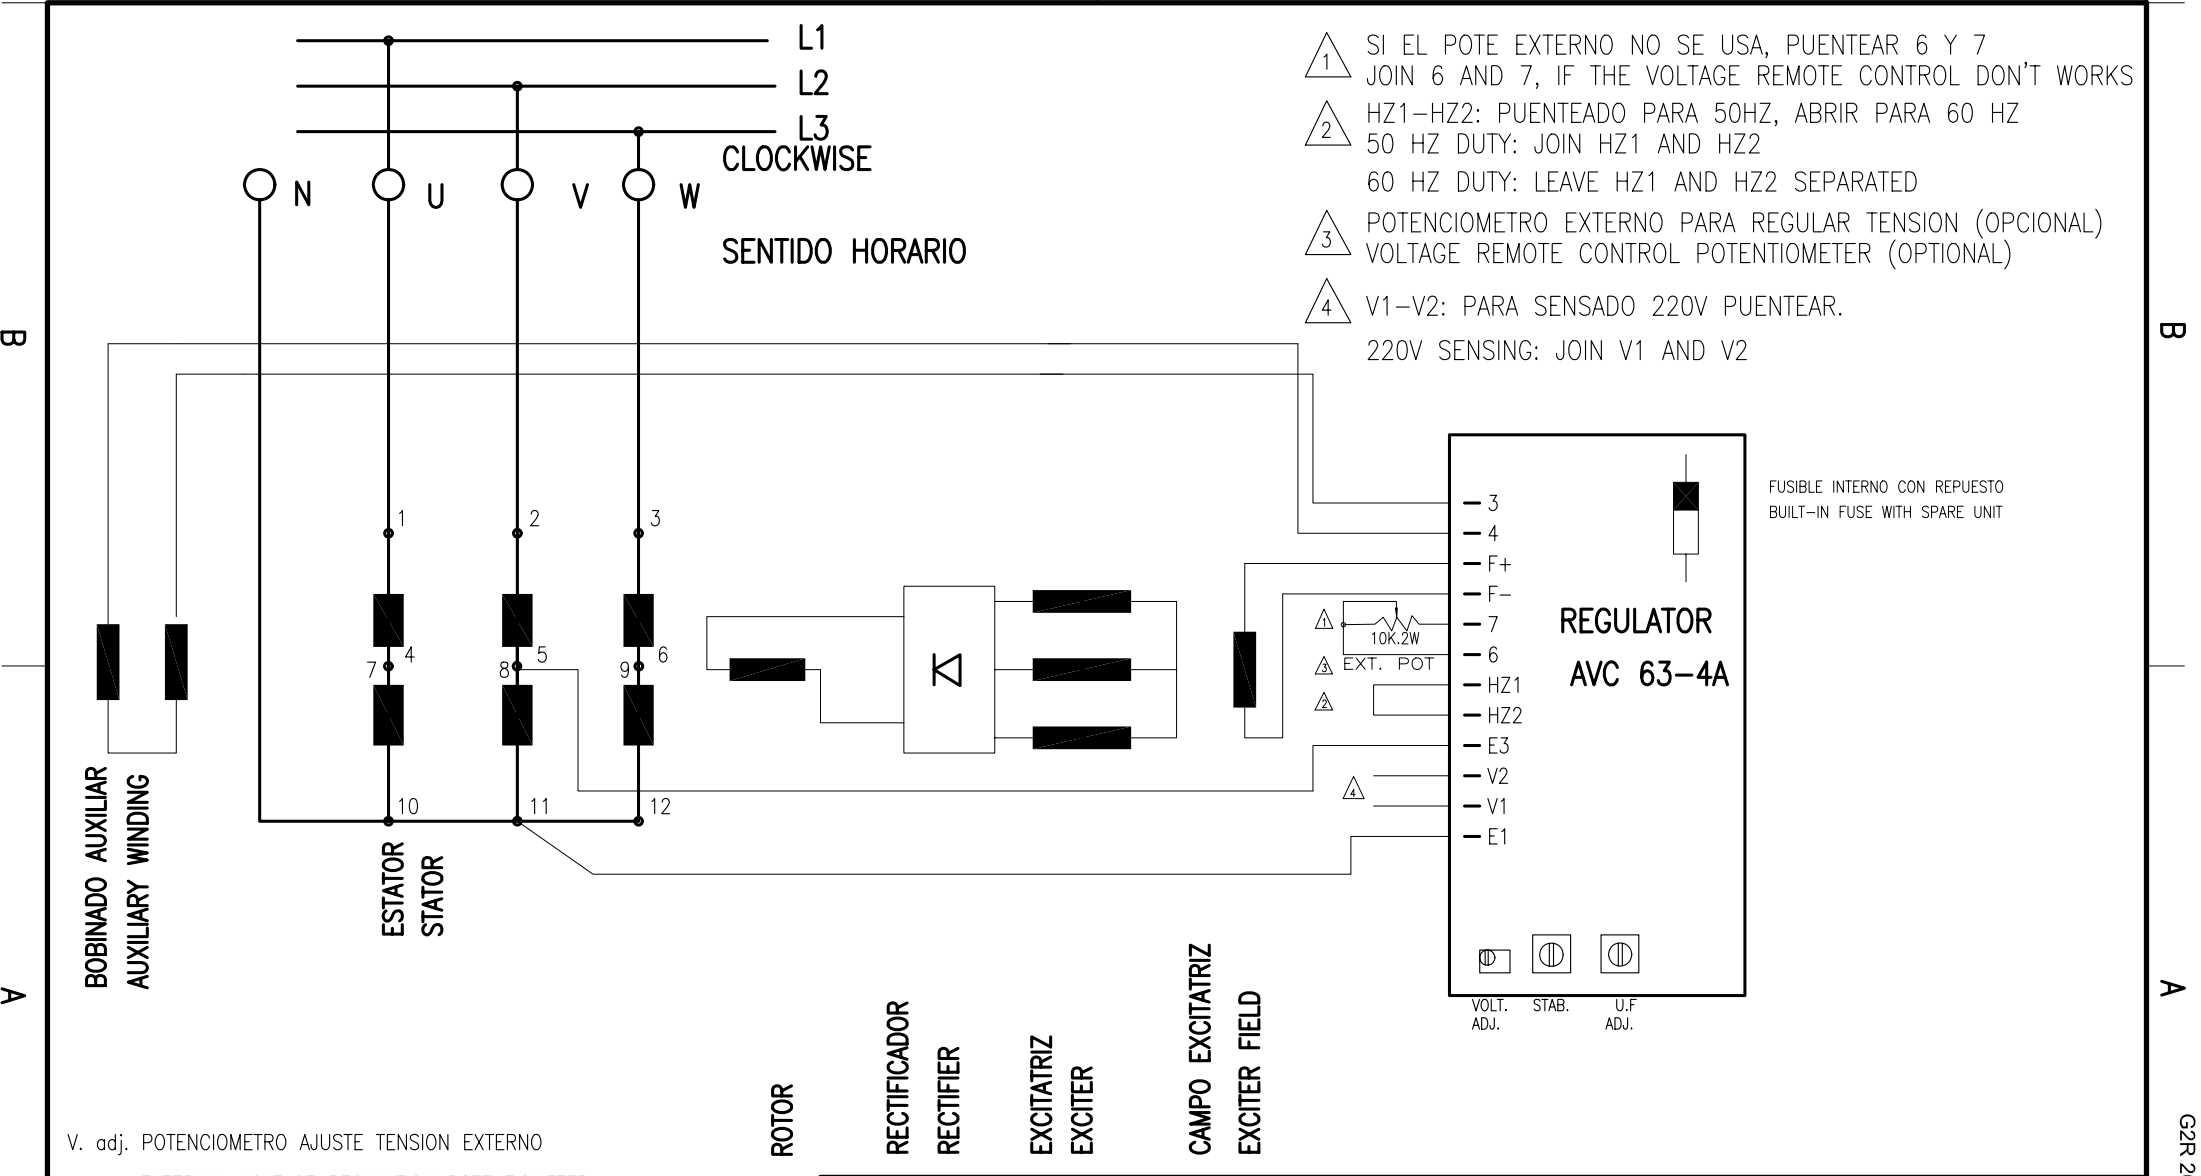 L1
L2
L3
CLOCKWISE
N
U
V
W
SENTIDO HORARIO
1
SI EL POTE EXTERNO NO SE USA, PUENTEAR 6 Y 7
JOIN 6 AND 7, IF THE VOLTAGE REMOTE CONTROL DON'T WORKS
2
HZ1-HZ2: PUENTEADO PARA 50HZ, ABRIR PARA 60 HZ
50 HZ DUTY: JOIN HZ1 AND HZ2
60 HZ DUTY: LEAVE HZ1 AND HZ2 SEPARATED
3
POTENCIOMETRO EXTERNO PARA REGULAR TENSION (OPCIONAL)
VOLTAGE REMOTE CONTROL POTENTIOMETER (OPTIONAL)
4
V1-V2: PARA SENSADO 220V PUENTEAR.
220V SENSING: JOIN V1 AND V2
B
B
FUSIBLE INTERNO CON REPUESTO
BUILT-IN FUSE WITH SPARE UNIT
1
2
3
4
5
6
7
8
9
10
11
12
3
4
F+
F-
7
6
HZ1
HZ2
E3
V2
V1
E1
1
10K.2W
3
EXT. POT
2
4
REGULATOR
AVC 63-4A
VOLT.
ADJ.
STAB.
U.F
ADJ.
BOBINADO AUXILIAR
AUXILIARY WINDING
ESTATOR
STATOR
ROTOR
RECTIFICADOR
RECTIFIER
EXCITATRIZ
EXCITER
CAMPO EXCITATRIZ
EXCITER FIELD
A
A
V. adj. POTENCIOMETRO AJUSTE TENSION EXTERNO
G2R 2